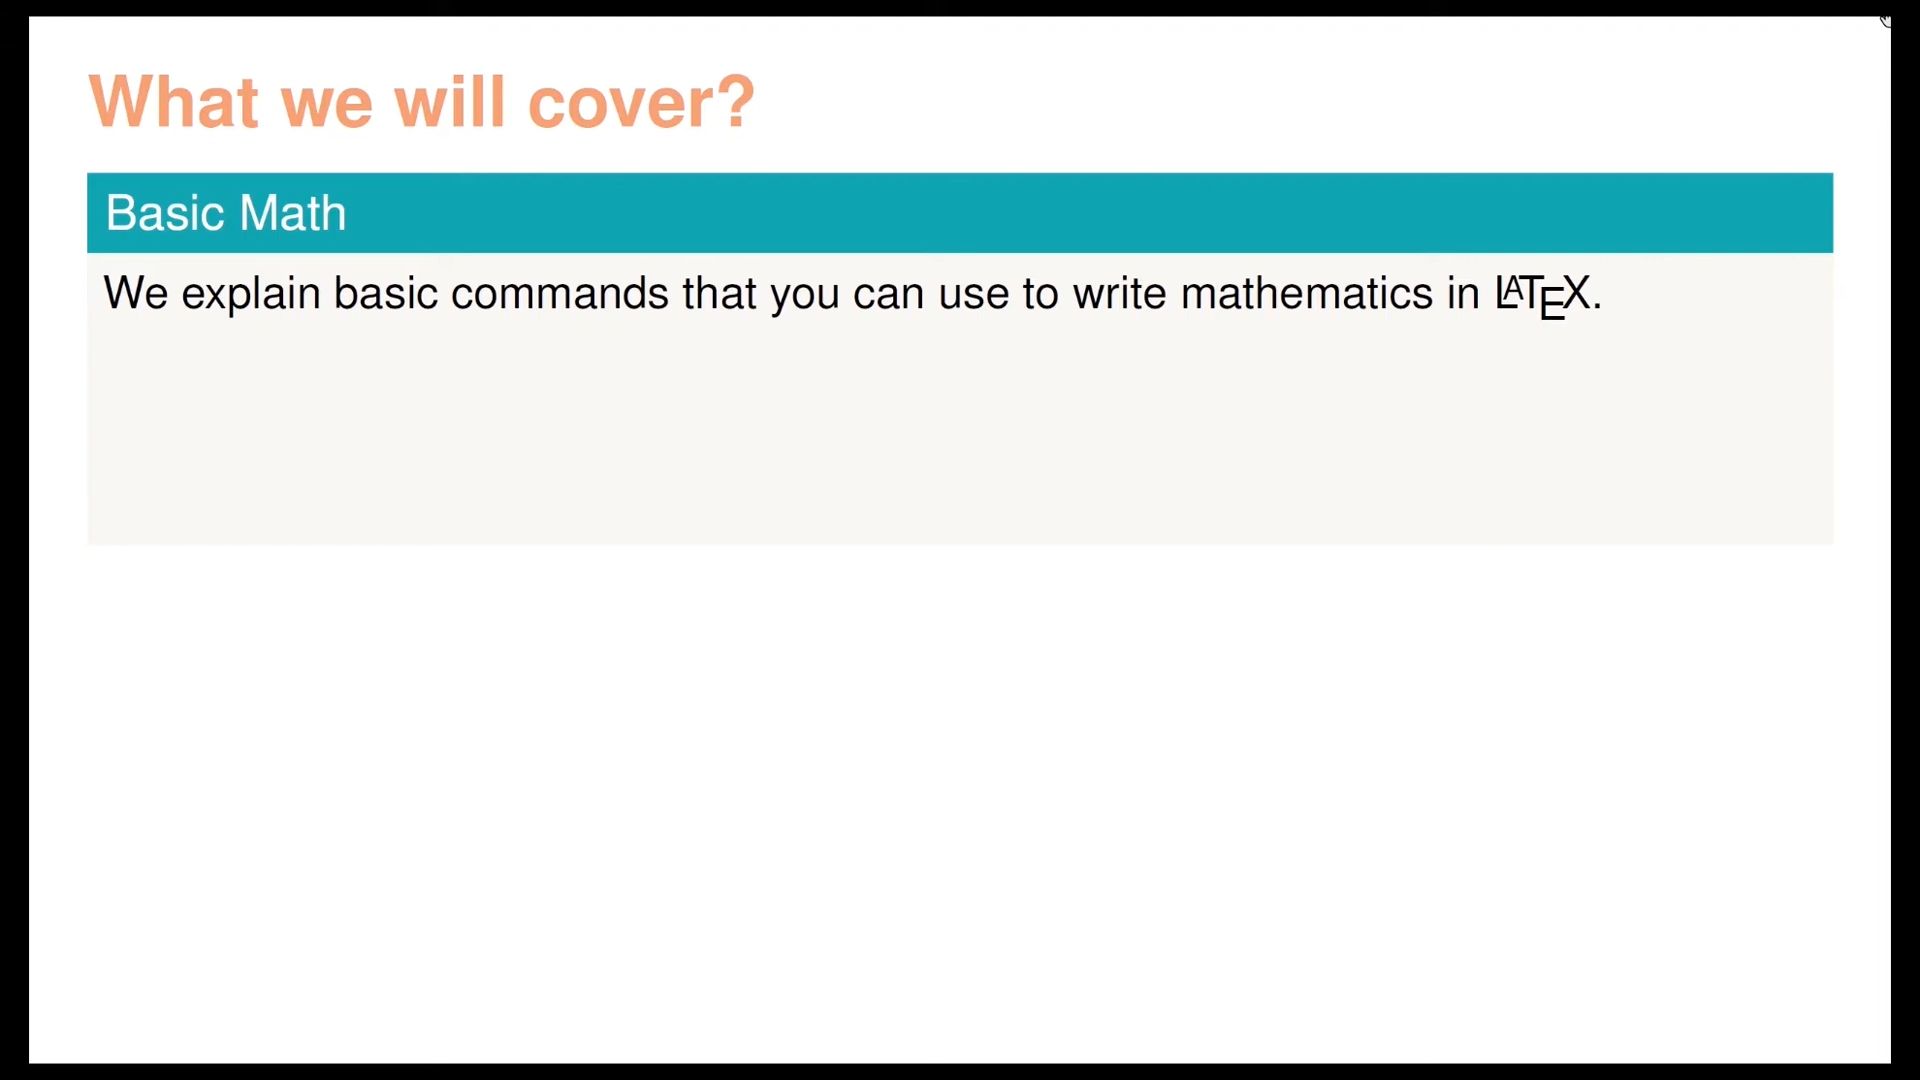 What we will cover?
Basic Math
We explain basic commands that you can use to write mathematics in LATEX.